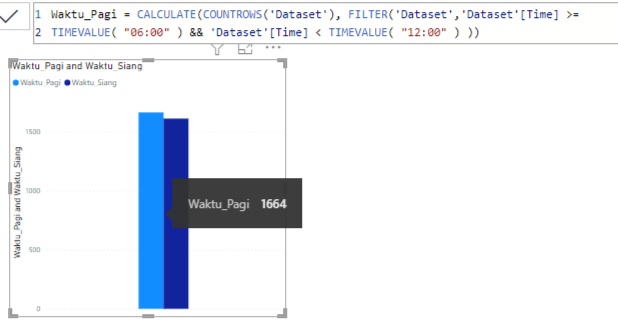 1 Waktu_Pagi = CALCULATE(COUNTROWS('Dataset'), FILTER('Dataset','Dataset'[Time] >=
2 TIMEVALUE( "06:00" ) && 'Dataset'[Time] < TIMEVALUE( "12:00" ) ))
Waktu_Pagi and Waktu_Siang
Waktu_Pagi Waktu_Siang
Waktu_Pagi and Waktu_Siang
1500
1000
500
0
Waktu_Pagi 1664